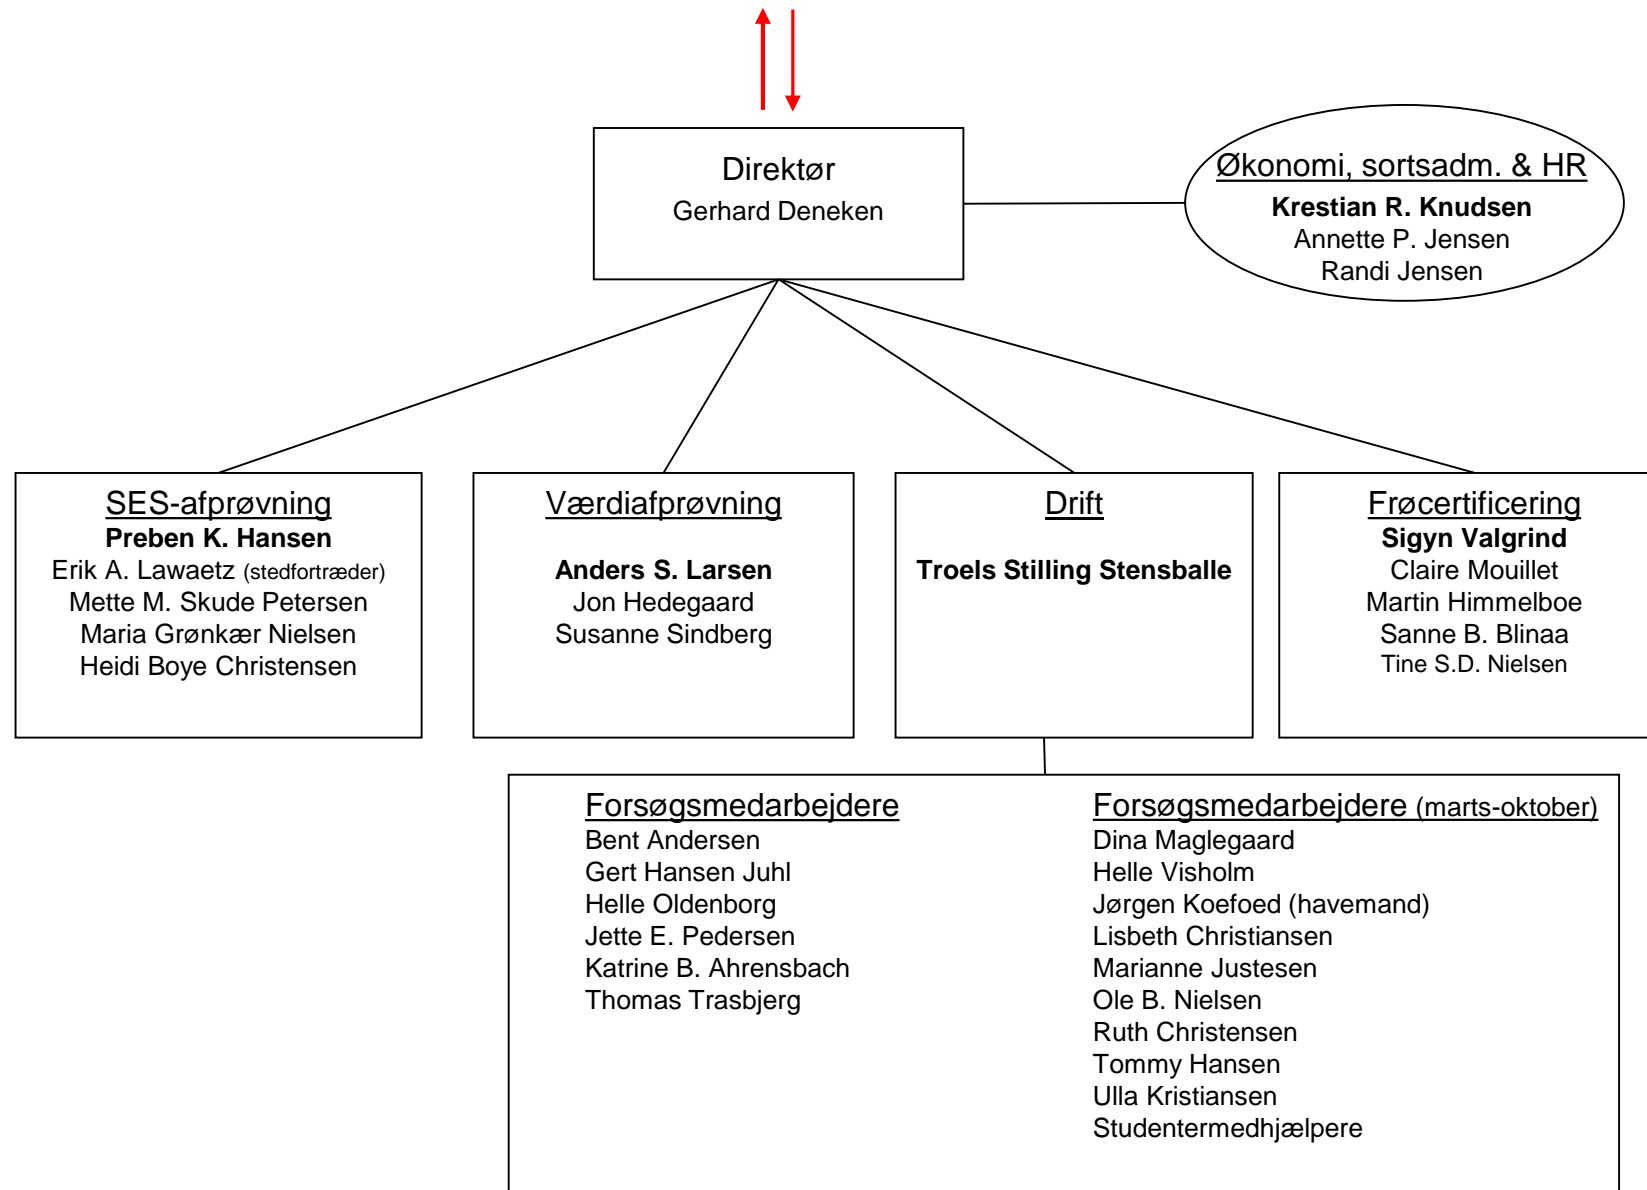 Direktør
Gerhard Deneken
Økonomi, sortsadm. & HR
Krestian R. Knudsen
Annette P. Jensen
Randi Jensen
SES-afprøvning
Preben K. Hansen
Erik A. Lawaetz (stedfortræder)
Mette M. Skude Petersen
Maria Grønkær Nielsen
Heidi Boye Christensen
Værdiafprøvning
Anders S. Larsen
Jon Hedegaard
Susanne Sindberg
Drift
Troels Stilling Stensballe
Frøcertificering
Sigyn Valgrind
Claire Mouillet
Martin Himmelboe
Sanne B. Blinaa
Tine S.D. Nielsen
Forsøgsmedarbejdere
Bent Andersen
Gert Hansen Juhl
Helle Oldenborg
Jette E. Pedersen
Katrine B. Ahrensbach
Thomas Trasbjerg
Forsøgsmedarbejdere (marts-oktober)
Dina Maglegaard
Helle Visholm
Jørgen Koefoed (havemand)
Lisbeth Christiansen
Marianne Justesen
Ole B. Nielsen
Ruth Christensen
Tommy Hansen
Ulla Kristiansen
Studentermedhjælpere